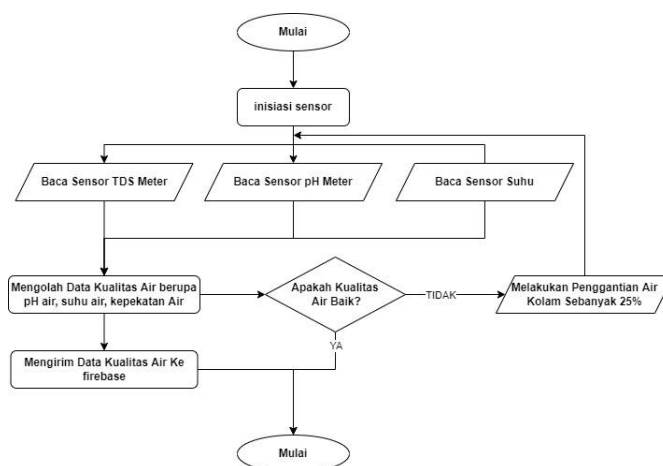 Mulai
inisiasi sensor
Baca Sensor TDS Meter
Baca Sensor pH Meter
Baca Sensor Suhu
Mengolah Data Kualitas Air berupa
pH air, suhu air, kepekatan Air
Apakah Kualitas
Air Baik?
TIDAK
Melakukan Penggantian Air
Kolam Sebanyak 25%
YA
Mengirim Data Kualitas Air Ke
firebase
Mulai